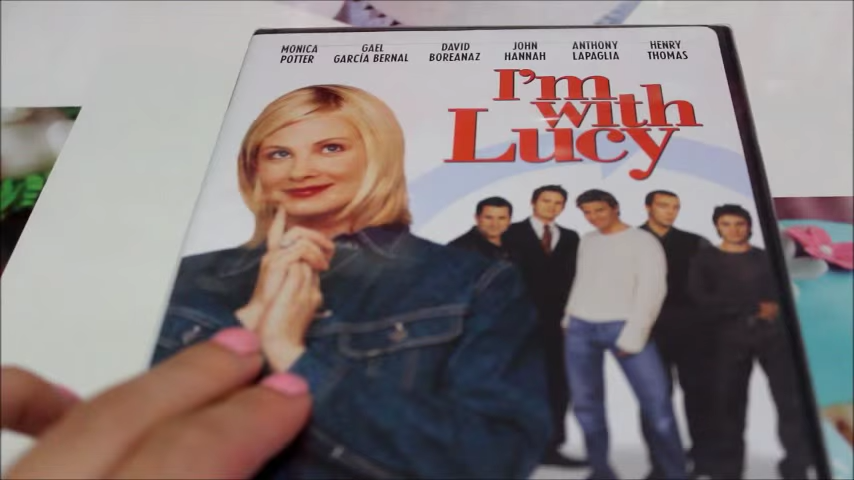 MONICA POTTER
GAEL GARCÍA BERNAL
DAVID BOREANAZ
JOHN HANNAH
ANTHONY LAPAGLIA
HENRY THOMAS
I'm
with
Lucy